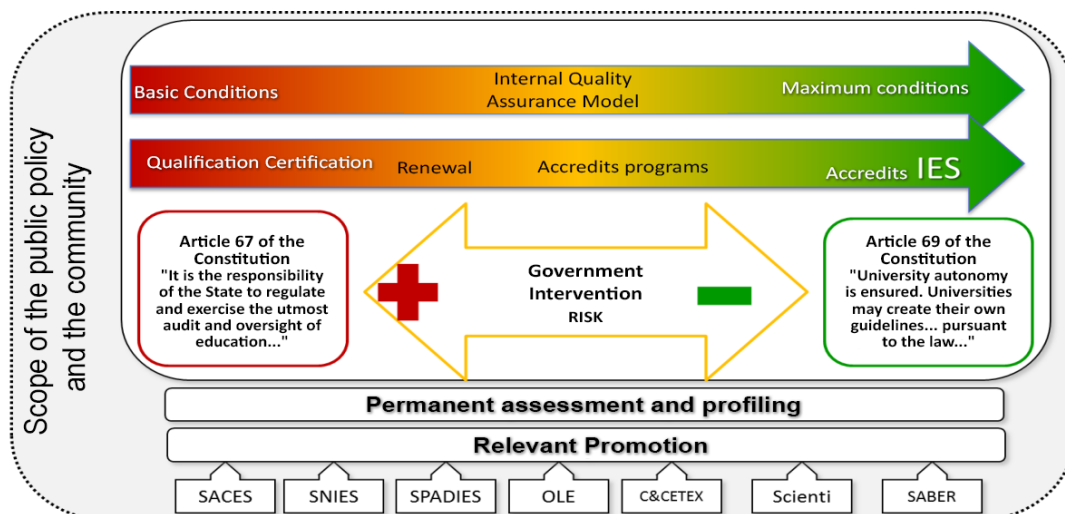 Scope of the public policy
and the community
Basic Conditions
Internal Quality
Assurance Model
Maximum conditions
Qualification Certification
Renewal
Accredits programs
Accredits IES
Article 67 of the
Constitution
"It is the responsibility
of the State to regulate
and exercise the utmost
audit and oversight of
education..."
Government
Intervention
RISK
Article 69 of the
Constitution
"University autonomy
is ensured. Universities
may create their own
guidelines... pursuant
to the law..."
Permanent assessment and profiling
Relevant Promotion
SACES
SNIES
SPADIES
OLE
C&CETEX
Scienti
SABER